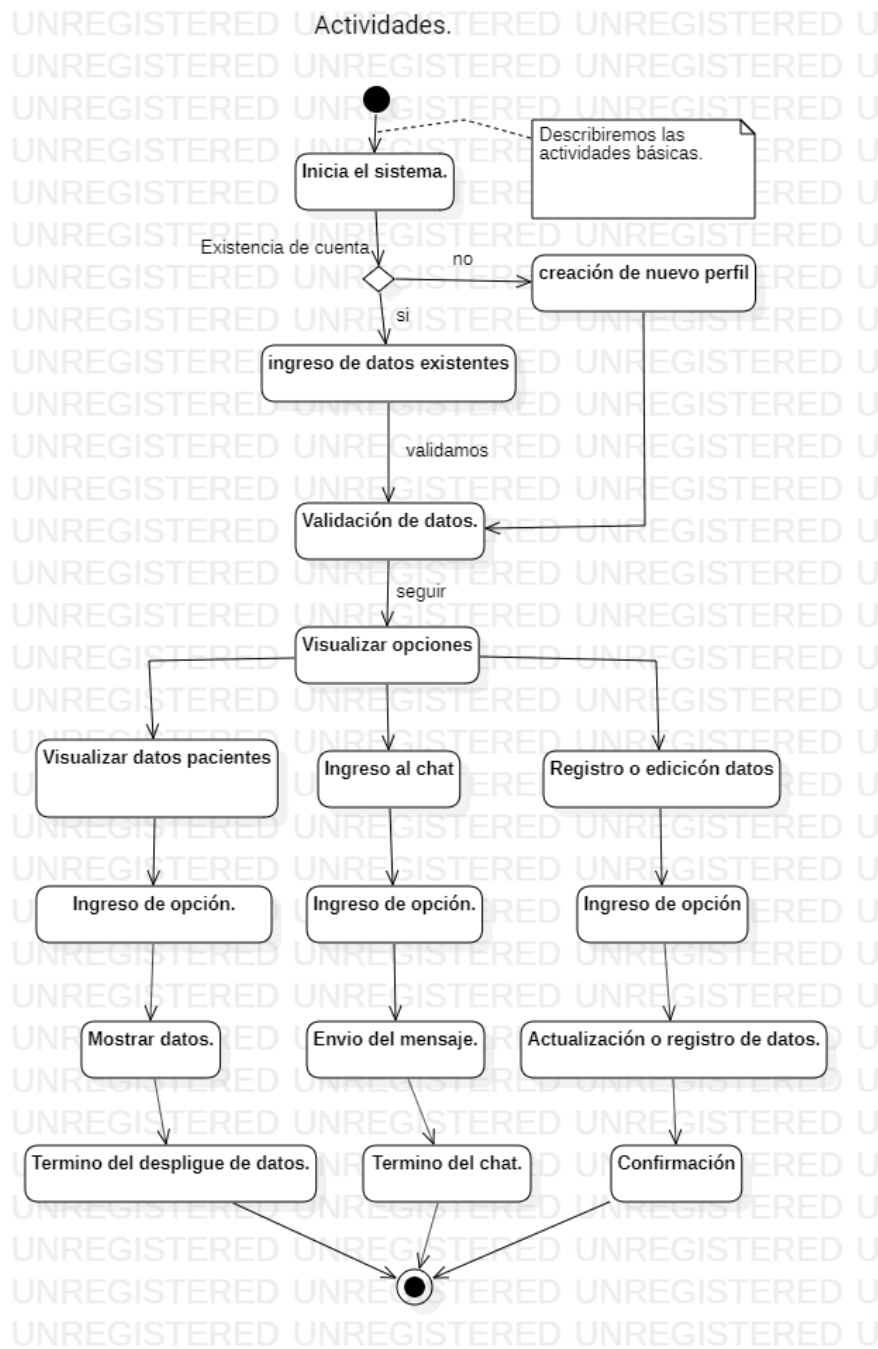 Actividades.
Describiremos las
actividades básicas.
Inicia el sistema.
Existencia de cuenta
no
creación de nuevo perfil
si
ingreso de datos existentes
validamos
Validación de datos.
seguir
Visualizar opciones
Visualizar datos pacientes
Ingreso al chat
Registro o edicicón datos
Ingreso de opción.
Ingreso de opción.
Ingreso de opción
Mostrar datos.
Envio del mensaje.
Actualización o registro de datos.
Termino del despligue de datos.
Termino del chat.
Confirmación
UNREGISTERED